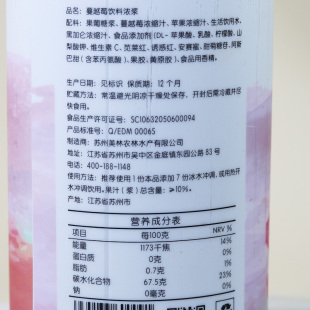 品名：蔓越莓饮料浓浆
配料：果葡糖浆、蔓越莓浓缩汁、苹果浓缩汁、生活饮用水、
黑加仑浓缩汁、食品添加剂（DL-苹果酸、乳酸、柠檬酸、山
梨酸钾、维生素C、苋菜红、诱惑红、安赛蜜、甜菊糖苷、阿斯
巴甜（含苯丙氨酸）、果胶、黄原胶）、食品用香精。
生产日期：见标识 保质期：12个月
贮藏方法：常温避光阴凉干燥处保存，开封后需冷藏并尽
快食用。
食品生产许可证号：SC10632050600094
产品标准号：Q/EDM 0006S
制造商：苏州美林农林水产有限公司
地址：江苏省苏州市吴中区金庭镇东园公路83号
电话：400-188-1148
食用方法：推荐使用1份本品添加7份冰水冲调，或用热开
水冲调饮用。果汁（浆）总含量：≥10%。
产地：江苏省苏州市
营养成分表
项目 每100克 NRV %
能量 1173千焦 14%
蛋白质 0克 0%
脂肪 0.7克 1%
碳水化合物 67.5克 23%
钠 0毫克 0%